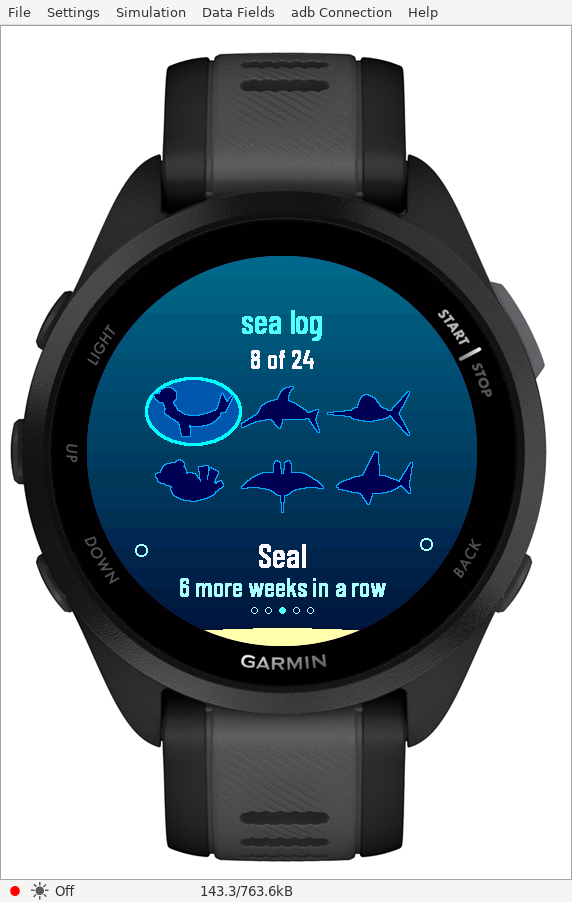 File Settings Simulation Data Fields adb Connection Help
LIGHT
START
STOP
sea log
8 of 24
UP
DOWN
BACK
Seal
6 more weeks in a row
GARMIN
Off 143.3/763.6kB